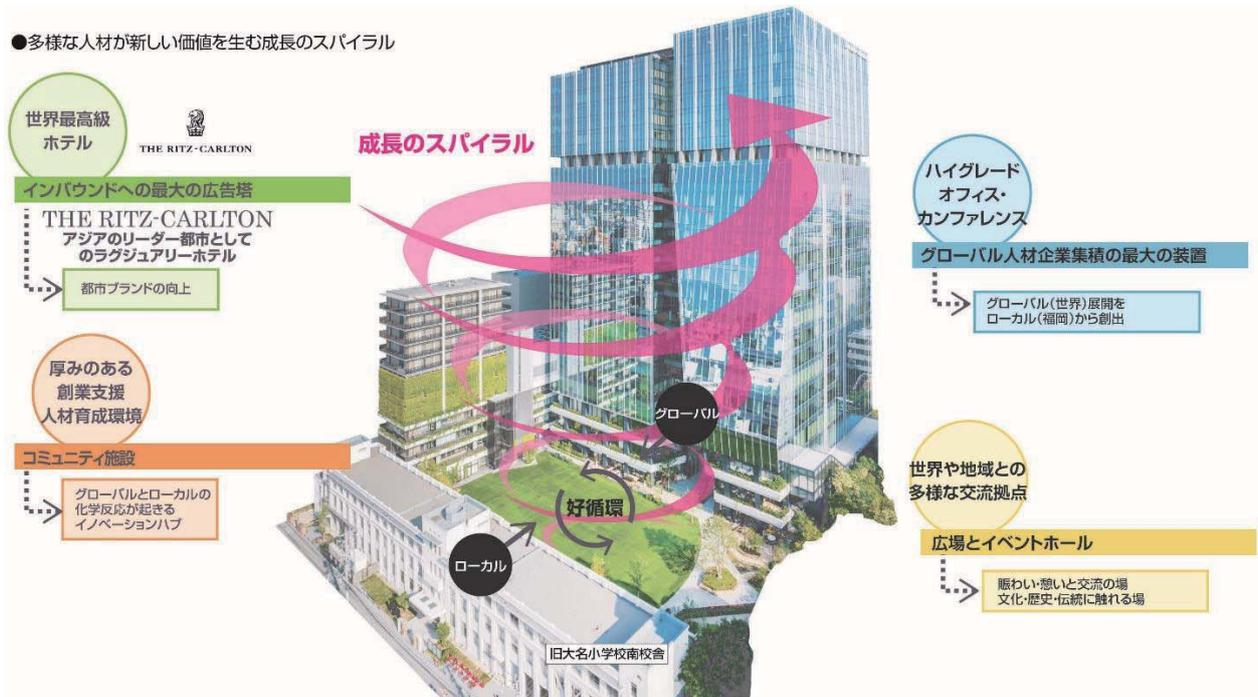 ●多様な人材が新しい価値を生む成長のスパイラル
世界最高級
ホテル
THE RITZ-CARLTON
インバウンドへの最大の広告塔
THE RITZ-CARLTON
アジアのリーダー都市として
のラグジュアリーホテル
都市ブランドの向上
厚みのある
創業支援
人材育成環境
コミュニティ施設
グローバルとローカルの
化学反応が起きる
イノベーションハブ
成長のスパイラル
グローバル
好循環
ローカル
旧大名小学校南校舎
ハイグレード
オフィス・
カンファレンス
グローバル人材企業集積の最大の装置
グローバル(世界)展開を
ローカル(福岡)から創出
世界や地域との
多様な交流拠点
広場とイベントホール
賑わい・憩いと交流の場
文化・歴史・伝統に触れる場